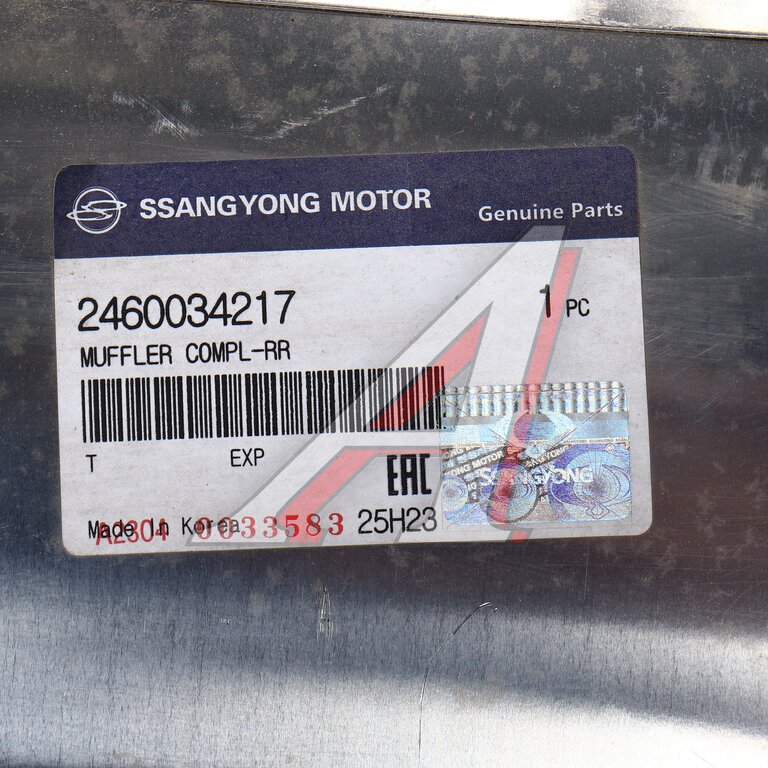 SSANGYONG MOTOR
Genuine Parts
2460034217 1 PC
MUFFLER COMPL-RR
T EXP
EAC
Made In Korea
A2304 0033583 25H23
MOTOR
SSANGYONG